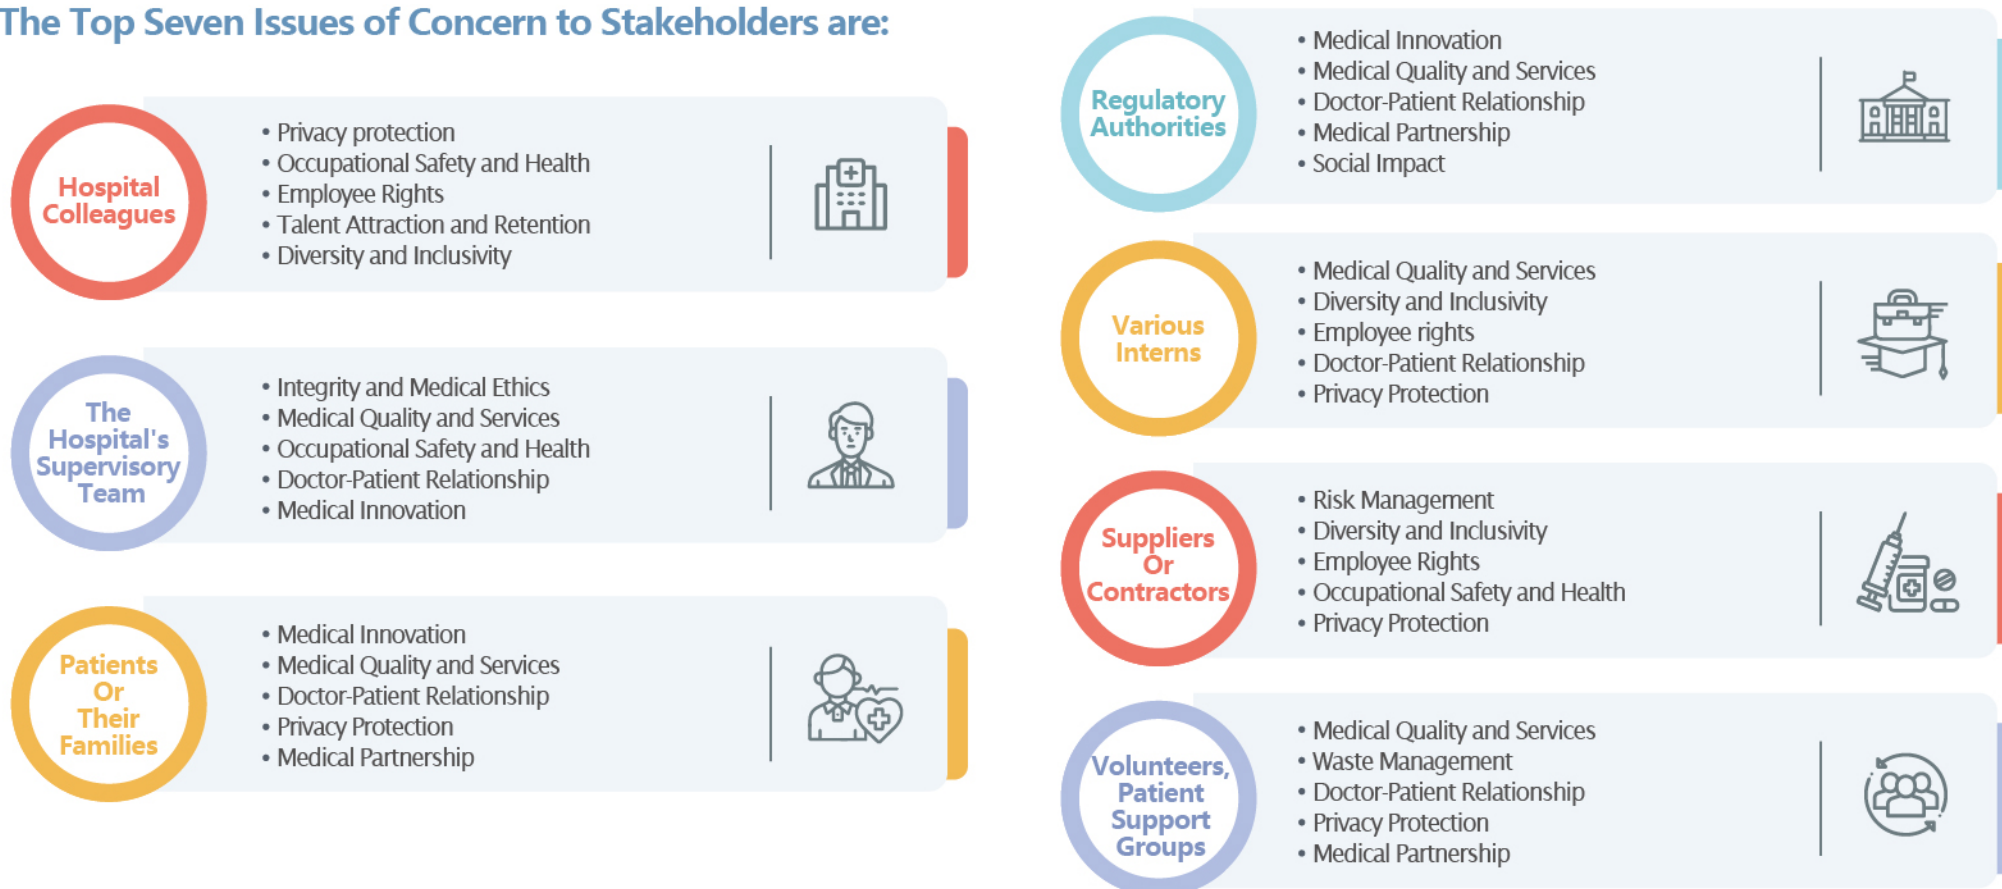 The Top Seven Issues of Concern to Stakeholders are:
Hospital
Colleagues
• Privacy protection
• Occupational Safety and Health
• Employee Rights
• Talent Attraction and Retention
• Diversity and Inclusivity
The
Hospital's
Supervisory
Team
• Integrity and Medical Ethics
• Medical Quality and Services
• Occupational Safety and Health
• Doctor-Patient Relationship
• Medical Innovation
Patients
Or
Their
Families
• Medical Innovation
• Medical Quality and Services
• Doctor-Patient Relationship
• Privacy Protection
• Medical Partnership
Regulatory
Authorities
• Medical Innovation
• Medical Quality and Services
• Doctor-Patient Relationship
• Medical Partnership
• Social Impact
Various
Interns
• Medical Quality and Services
• Diversity and Inclusivity
• Employee rights
• Doctor-Patient Relationship
• Privacy Protection
Suppliers
Or
Contractors
• Risk Management
• Diversity and Inclusivity
• Employee Rights
• Occupational Safety and Health
• Privacy Protection
Volunteers,
Patient
Support
Groups
• Medical Quality and Services
• Waste Management
• Doctor-Patient Relationship
• Privacy Protection
• Medical Partnership